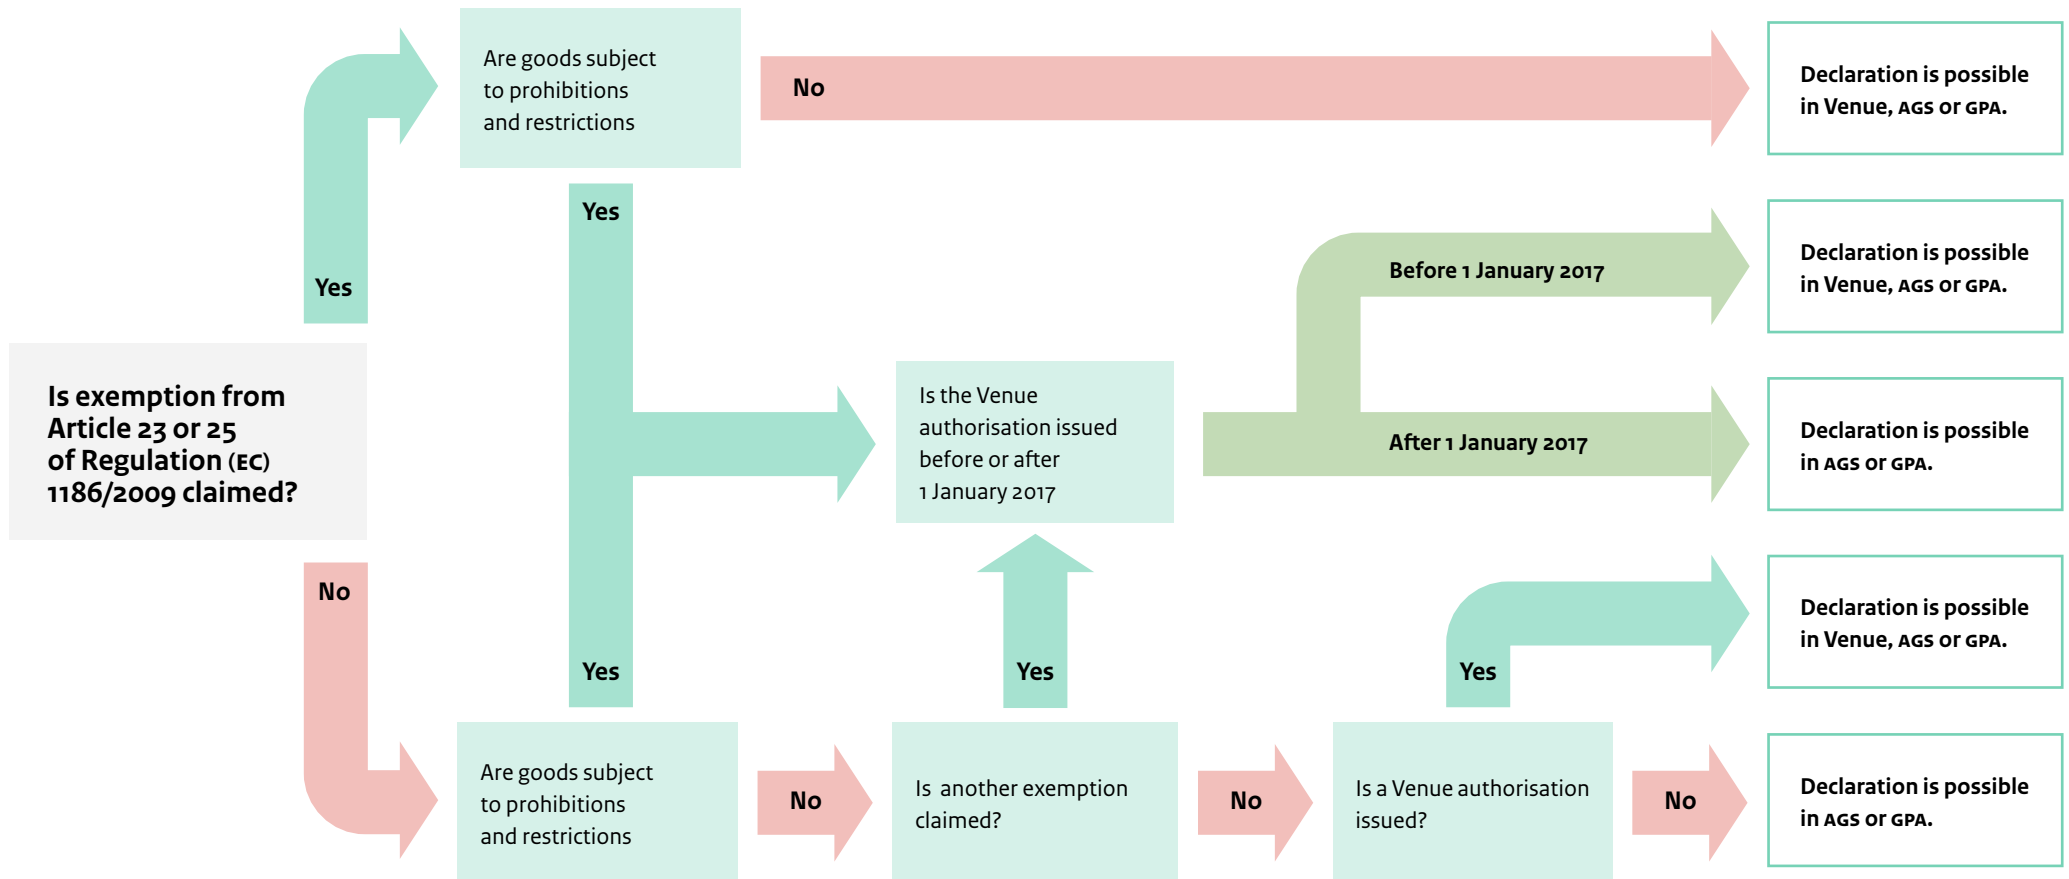 Are goods subject
to prohibitions
and restrictions
No
Declaration is possible
in Venue, AGS or GPA.
Yes
Yes
Before 1 January 2017
Declaration is possible
in Venue, AGS or GPA.
Is exemption from
Article 23 or 25
of Regulation (EC)
1186/2009 claimed?
Is the Venue
authorisation issued
before or after
1 January 2017
After 1 January 2017
Declaration is possible
in AGS or GPA.
No
Yes
Yes
Yes
Declaration is possible
in Venue, AGS or GPA.
Are goods subject
to prohibitions
and restrictions
No
Is another exemption
claimed?
No
Is a Venue authorisation
issued?
No
Declaration is possible
in AGS or GPA.